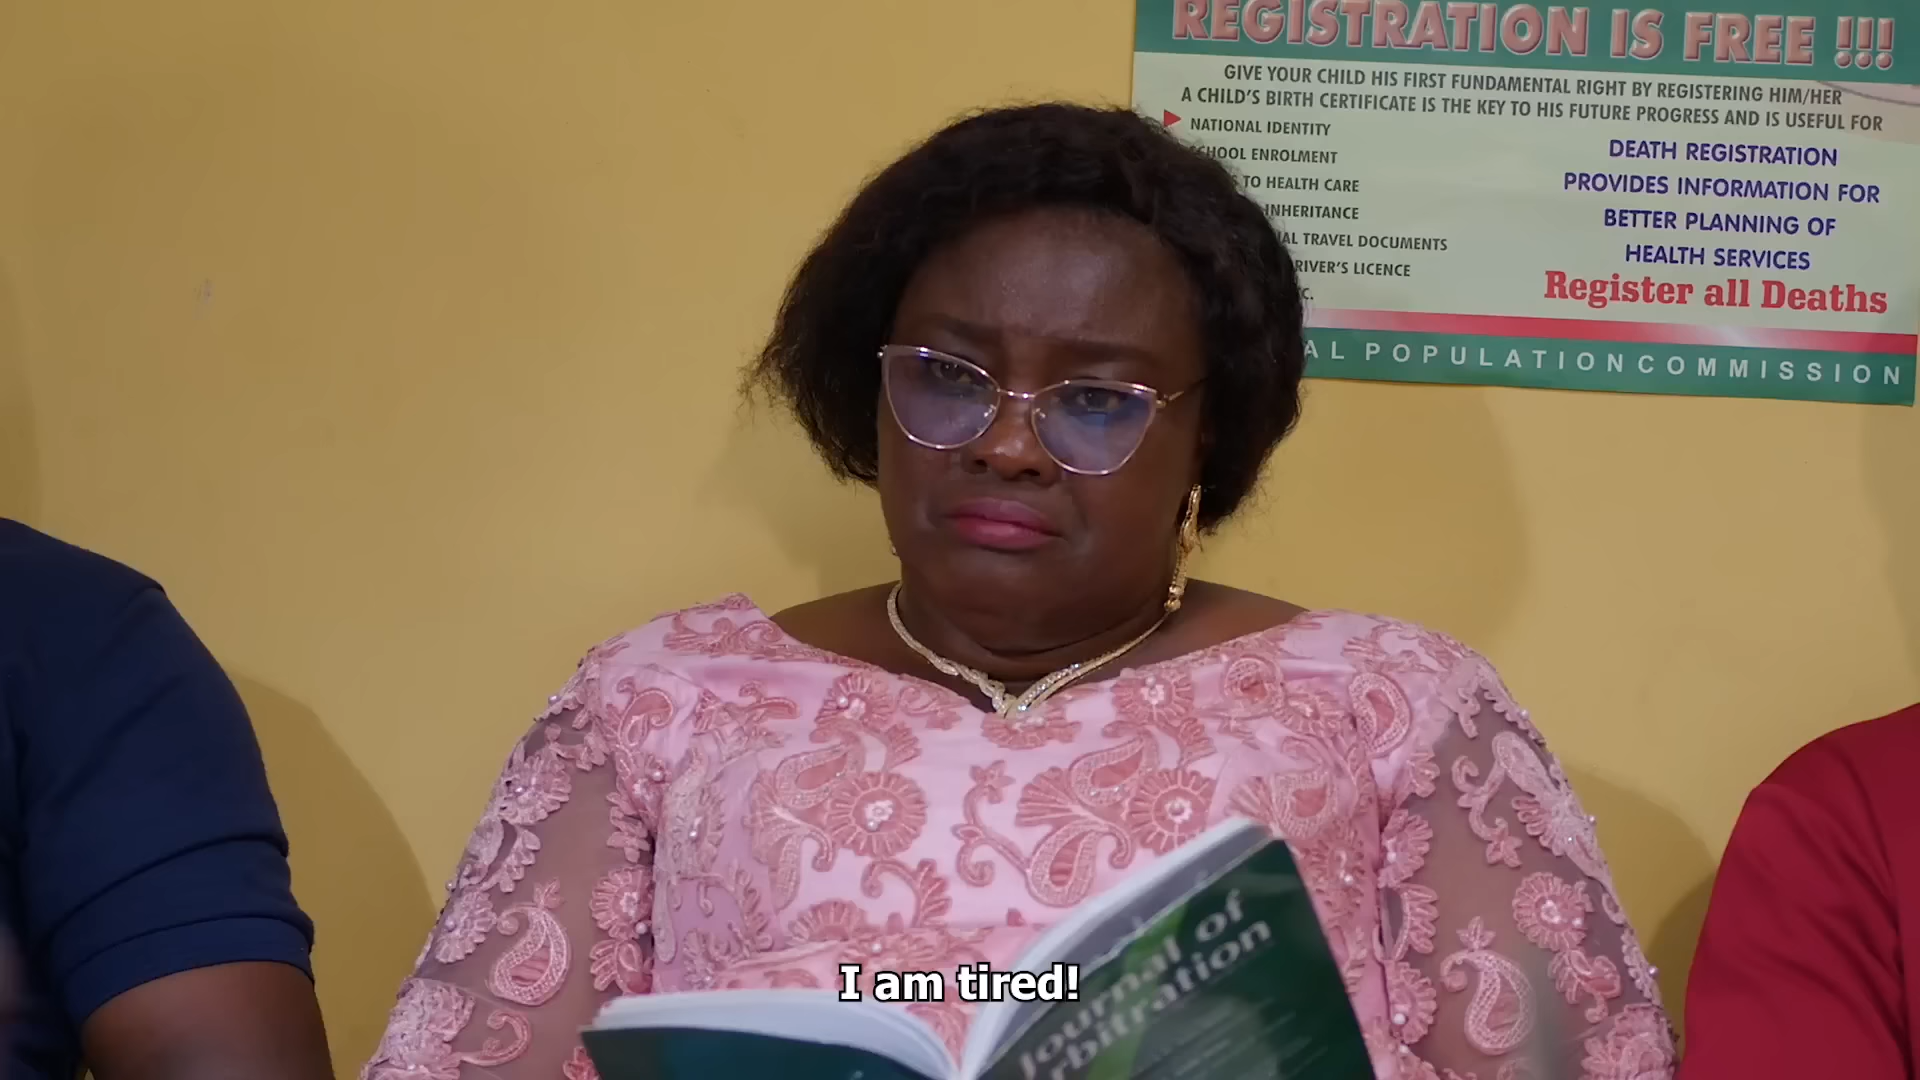 REGISTRATION IS FREE !!!
GIVE YOUR CHILD HIS FIRST FUNDAMENTAL RIGHT BY REGISTERING HIM/HER
A CHILD'S BIRTH CERTIFICATE IS THE KEY TO HIS FUTURE PROGRESS AND IS USEFUL FOR
NATIONAL IDENTITY
ENROLMENT
TO HEALTH CARE
INHERITANCE
TRAVEL DOCUMENTS
LICENCE
DEATH REGISTRATION
PROVIDES INFORMATION FOR
BETTER PLANNING OF
HEALTH SERVICES
Register all Deaths
POPULATION COMMISSION
Journal of
I am tired!